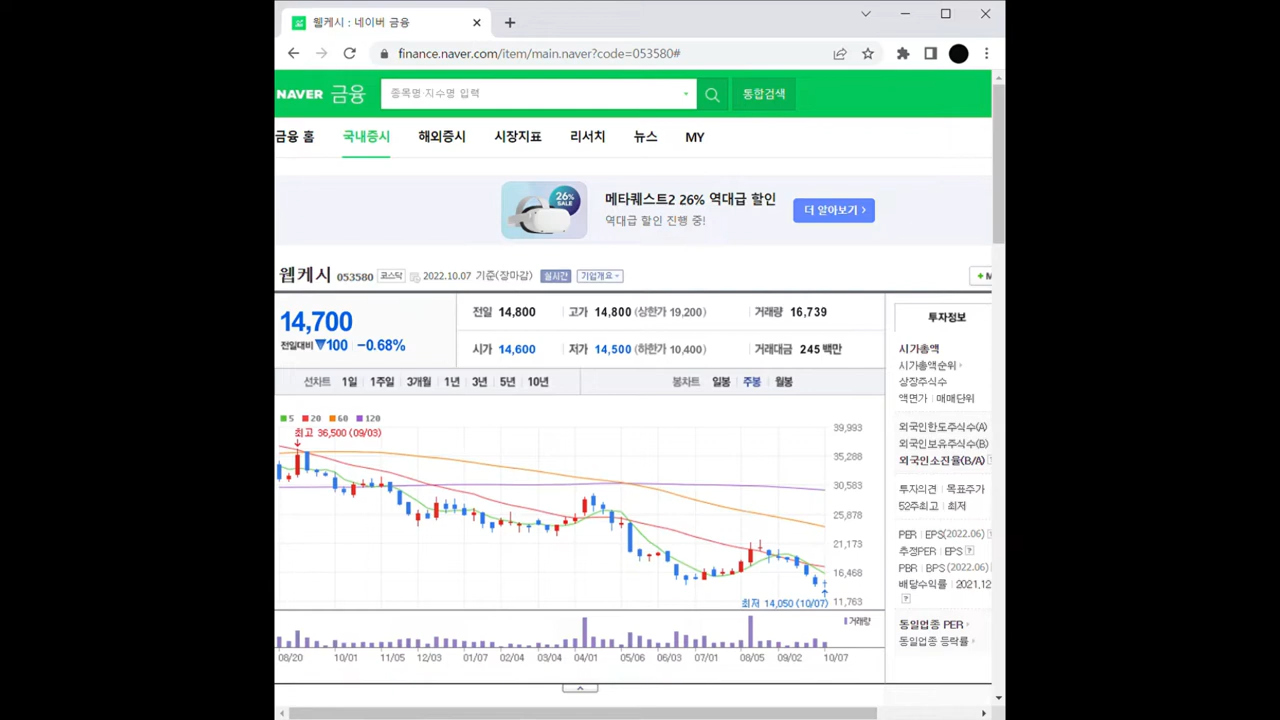 웹케시 : 네이버 금융
finance.naver.com/item/main.naver?code=053580#
NAVER 금융
종목명·지수명 입력
통합검색
금융 홈 국내증시 해외증시 시장지표 리서치 뉴스 MY
26% SALE
메타퀘스트2 26% 역대급 할인
역대급 할인 진행 중!
더 알아보기
웹케시 053580 코스닥 2022.10.07 기준(장마감) 실시간 기업개요
+ M
14,700
전일대비 ▼100 -0.68%
전일 14,800 고가 14,800 (상한가 19,200) 거래량 16,739
시가 14,600 저가 14,500 (하한가 10,400) 거래대금 245 백만
선차트 1일 1주일 3개월 1년 3년 5년 10년 봉차트 일봉 주봉 월봉
5 20 60 120
최고 36,500 (09/03)
39,993
35,288
30,583
25,878
21,173
16,468
11,763
최저 14,050 (10/07)
거래량
08/20 10/01 11/05 12/03 01/07 02/04 03/04 04/01 05/06 06/03 07/01 08/05 09/02 10/07
투자정보
시가총액
시가총액순위
상장주식수
액면가 | 매매단위
외국인한도주식수(A)
외국인보유주식수(B)
외국인소진율(B/A)
투자의견 | 목표주가
52주최고 | 최저
PER | EPS(2022.06)
추정PER | EPS ?
PBR | BPS (2022.06)
배당수익률 | 2021.12
?
동일업종 PER
동일업종 등락률